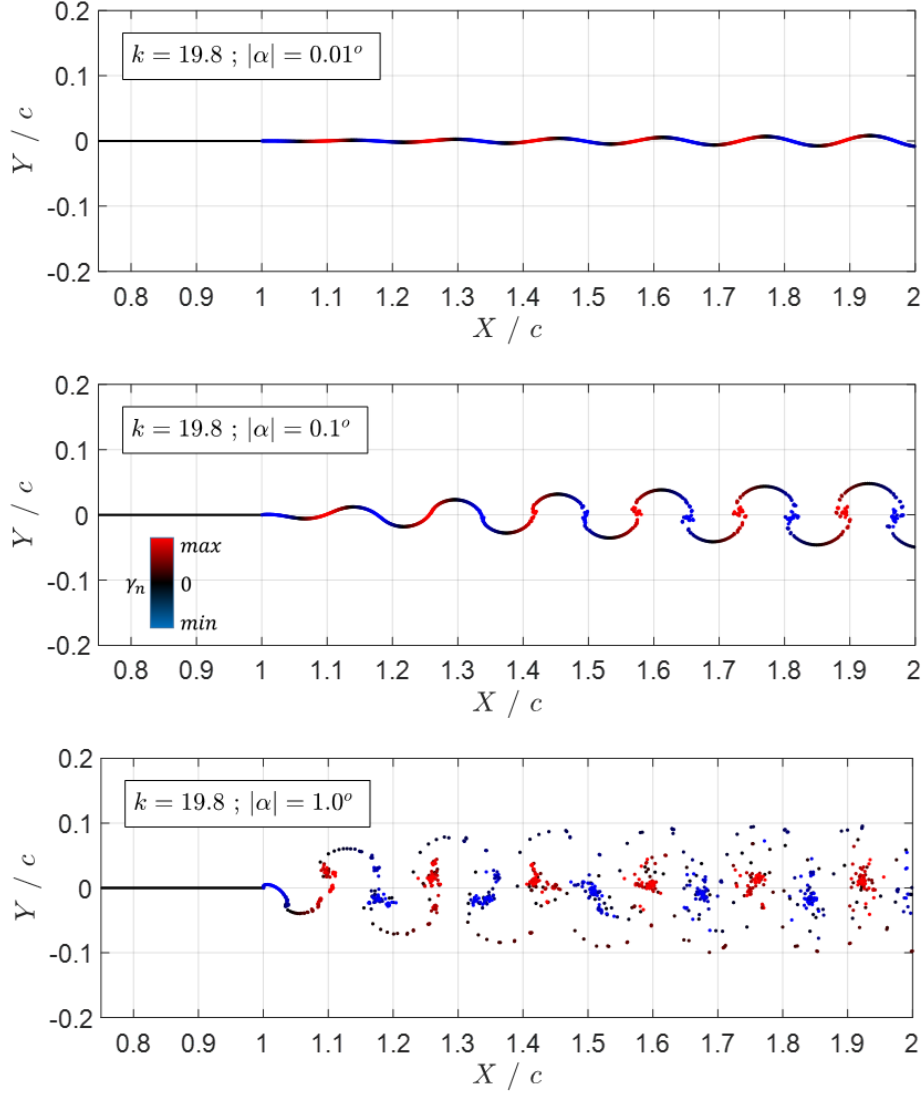 0.2
k = 19.8 ; |α| = 0.01°
0.1
Y / c
0
-0.1
-0.2
0.8 0.9 1 1.1 1.2 1.3 1.4 1.5 1.6 1.7 1.8 1.9 2
X / c
0.2
k = 19.8 ; |α| = 0.1°
0.1
Y / c
0
max
-0.1
γn 0
min
-0.2
0.8 0.9 1 1.1 1.2 1.3 1.4 1.5 1.6 1.7 1.8 1.9 2
X / c
0.2
k = 19.8 ; |α| = 1.0°
0.1
Y / c
0
-0.1
-0.2
0.8 0.9 1 1.1 1.2 1.3 1.4 1.5 1.6 1.7 1.8 1.9 2
X / c